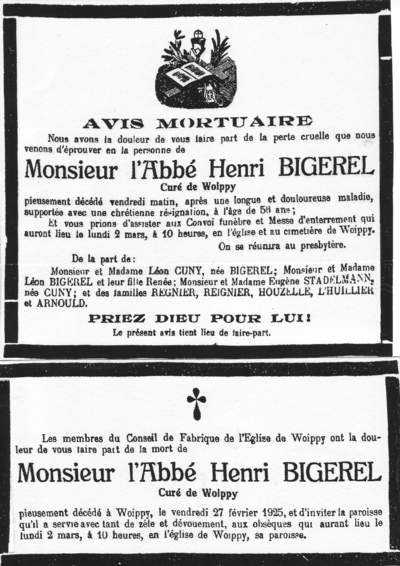 AVIS MORTUAIRE
Nous avons la douleur de vous faire part de la perte cruelle que nous
venons d'éprouver en la personne de
Monsieur l'Abbé Henri BIGEREL
Curé de Woippy
pieusement décédé vendredi matin, après une longue et douloureuse maladie,
supportée avec une chrétienne résignation, à l'âge de 58 ans;
Et vous prions d'assister aux Convoi funèbre et Messe d'enterrement qui
auront lieu le lundi 2 mars, à 10 heures, en l'église et au cimetère de Woippy.
On se réunira au presbytère.
De la part de:
Monsieur et Madame Léon CUNY, née BIGEREL; Monsieur et Madame
Léon BIGEREL et leur fille Renée; Monsieur et Madame Eugène STADELMANN,
née CUNY; et des familles REGNIER, REIGNIER, HOUZELLE, L'HUILLIER
et ARNOULD.
PRIEZ DIEU POUR LUI!
Le présent avis tient lieu de faire-part.
Les membres du Conseil de Fabrique de l'Eglise de Woippy ont la dou-
leur de vous faire part de la mort de
Monsieur l'Abbé Henri BIGEREL
Curé de Woippy
pieusement décédé à Woippy, le vendredi 27 février 1925, et d'inviter la paroisse
qu'il a servie avec tant de zèle et dévouement, aux obsèques qui auront lieu le
lundi 2 mars, à 10 heures, en l'église de Woippy, sa paroisse.